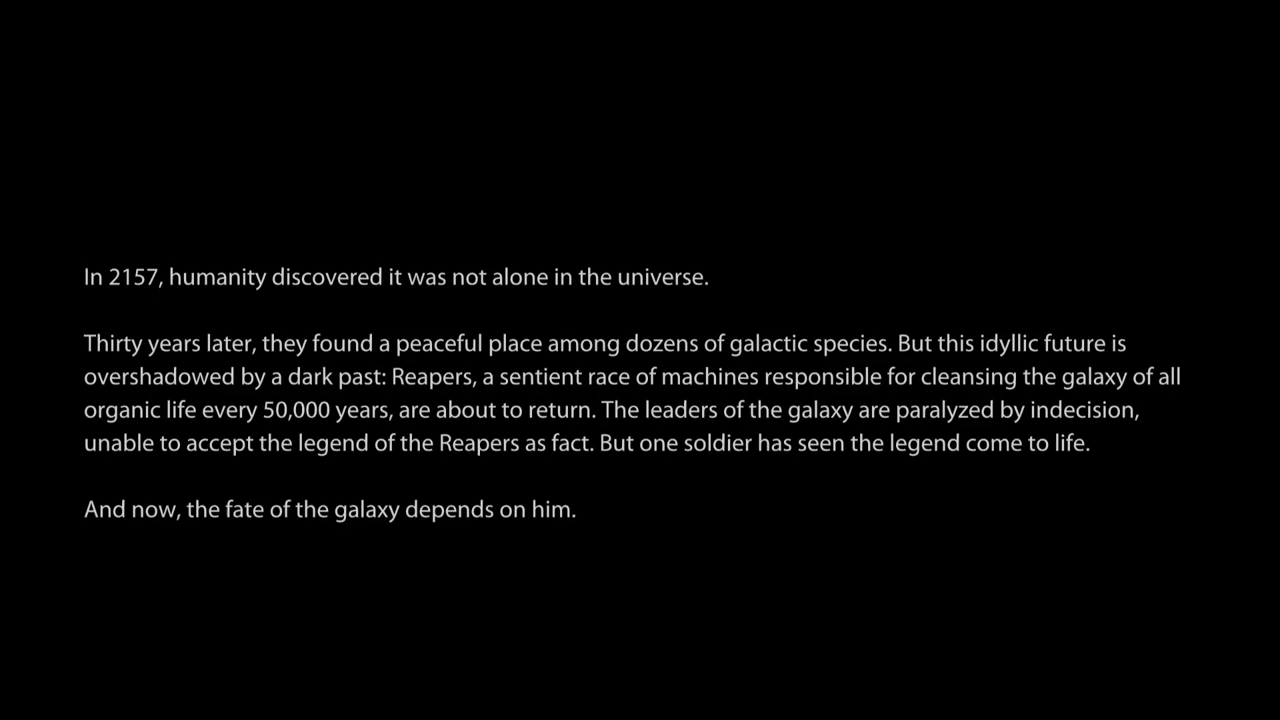 In 2157, humanity discovered it was not alone in the universe.
Thirty years later, they found a peaceful place among dozens of galactic species. But this idyllic future is
overshadowed by a dark past: Reapers, a sentient race of machines responsible for cleansing the galaxy of all
organic life every 50,000 years, are about to return. The leaders of the galaxy are paralyzed by indecision,
unable to accept the legend of the Reapers as fact. But one soldier has seen the legend come to life.
And now, the fate of the galaxy depends on him.